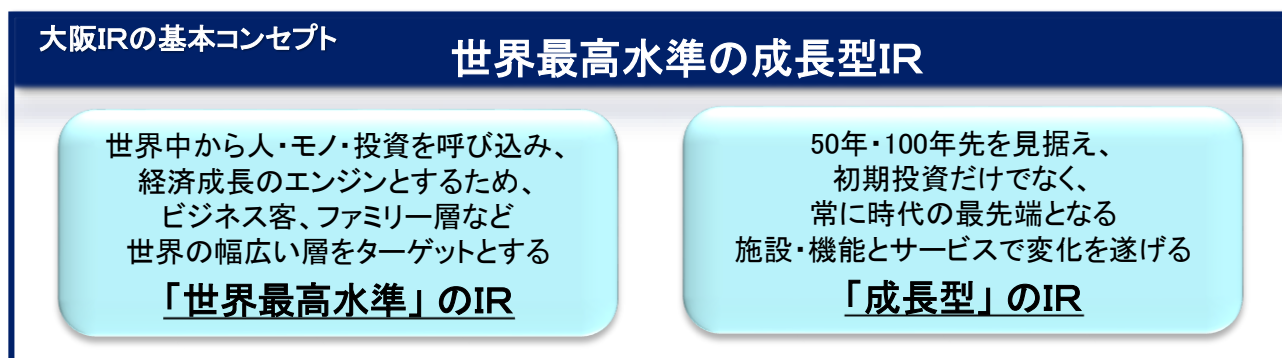 大阪IRの基本コンセプト
世界最高水準の成長型IR
世界中から人・モノ・投資を呼び込み、
経済成長のエンジンとするため、
ビジネス客、ファミリー層など
世界の幅広い層をターゲットとする
「世界最高水準」のIR
50年・100年先を見据え、
初期投資だけでなく、
常に時代の最先端となる
施設・機能とサービスで変化を遂げる
「成長型」のIR